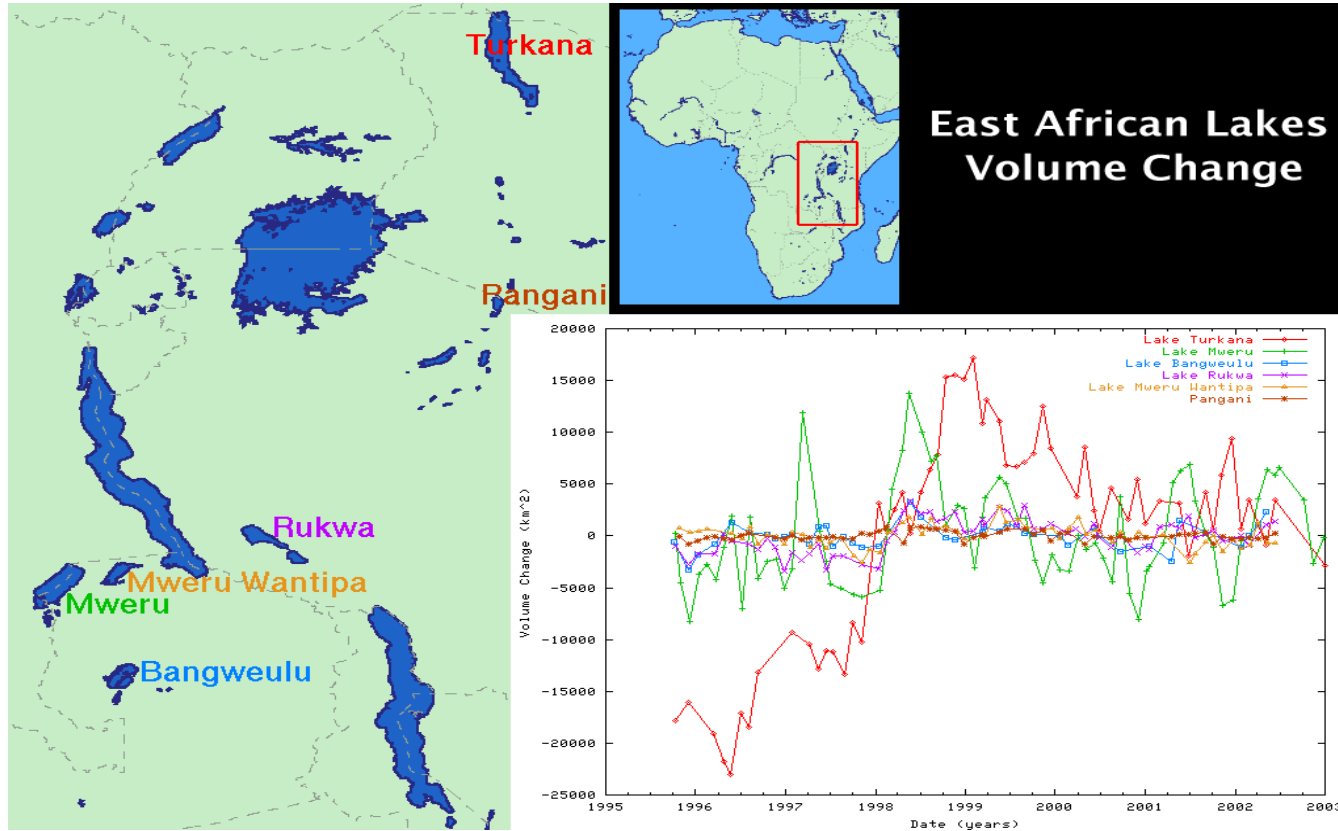 Turkana
Pangani
Rukwa
Mweru Wantipa
Mweru
Bangweulu
East African Lakes
Volume Change
Lake Turkana
Lake Mweru
Lake Bangweulu
Lake Rukwa
Lake Mweru Wantipa
Pangani
Volume Change (km^2)
20000
15000
10000
5000
0
-5000
-10000
-15000
-20000
-25000
1995 1996 1997 1998 1999 2000 2001 2002 2003
Date (years)